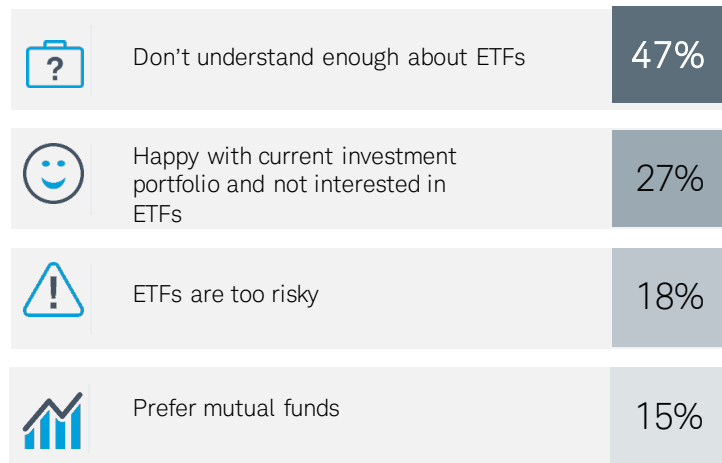 ?
Don’t understand enough about ETFs
47%
Happy with current investment
portfolio and not interested in
ETFs
27%
!
ETFs are too risky
18%
Prefer mutual funds
15%